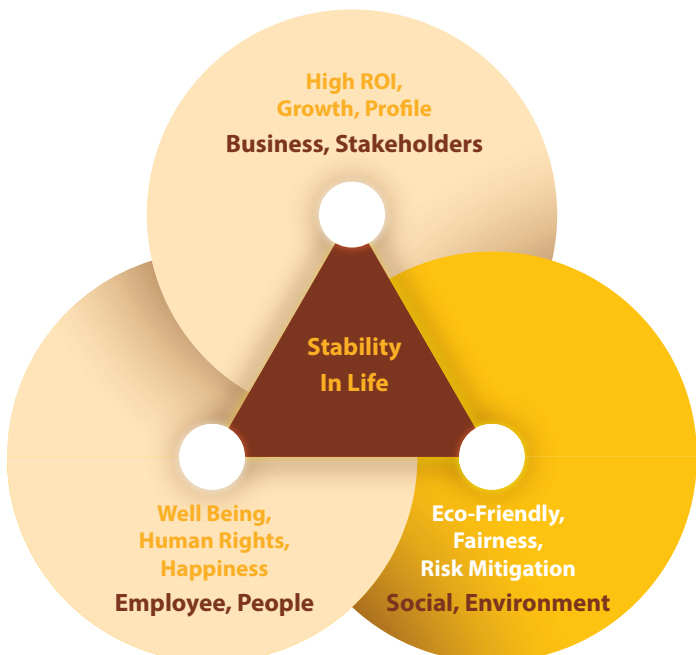 High ROI,
Growth, Profile
Business, Stakeholders
Stability
In Life
Well Being,
Human Rights,
Happiness
Employee, People
Eco-Friendly,
Fairness,
Risk Mitigation
Social, Environment